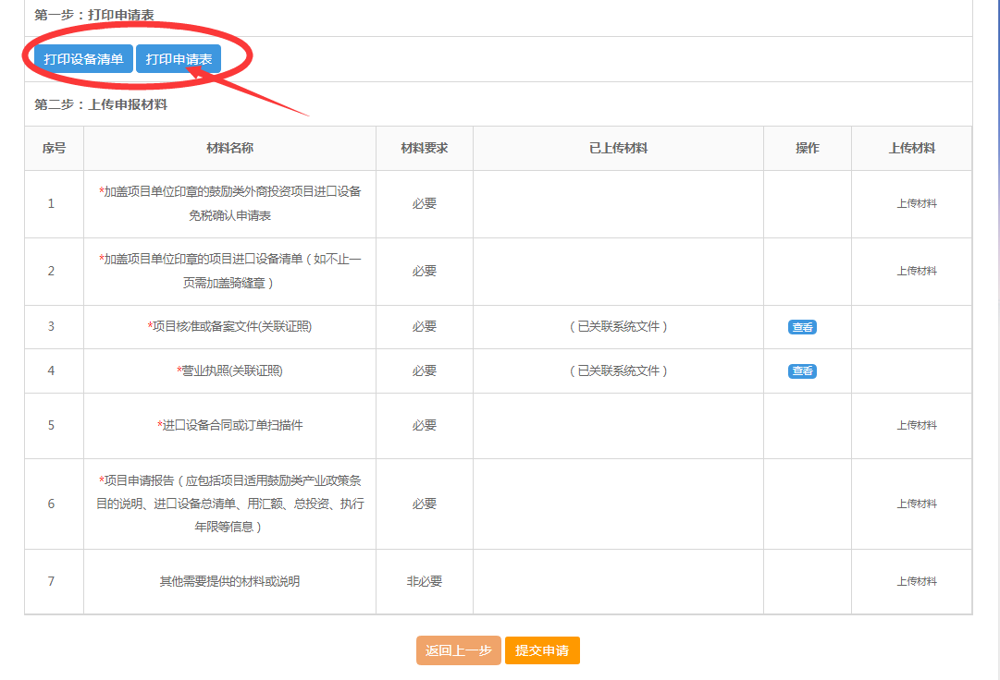 第一步：打印申请表
打印设备清单 打印申请表
第二步：上传申报材料
序号 材料名称 材料要求 已上传材料 操作 上传材料
1 *加盖项目单位印章的鼓励类外商投资项目进口设备
免税确认申请表 必要 上传材料
2 *加盖项目单位印章的项目进口设备清单（如不止一
页需加盖骑缝章） 必要 上传材料
3 *项目核准或备案文件(关联证照) 必要 （已关联系统文件） 查看
4 *营业执照(关联证照) 必要 （已关联系统文件） 查看
5 *进口设备合同或订单扫描件 必要 上传材料
6 *项目申请报告（应包括项目适用鼓励类产业政策条
目的说明、进口设备总清单、用汇额、总投资、执行
年限等信息） 必要 上传材料
7 其他需要提供的材料或说明 非必要 上传材料
返回上一步 提交申请